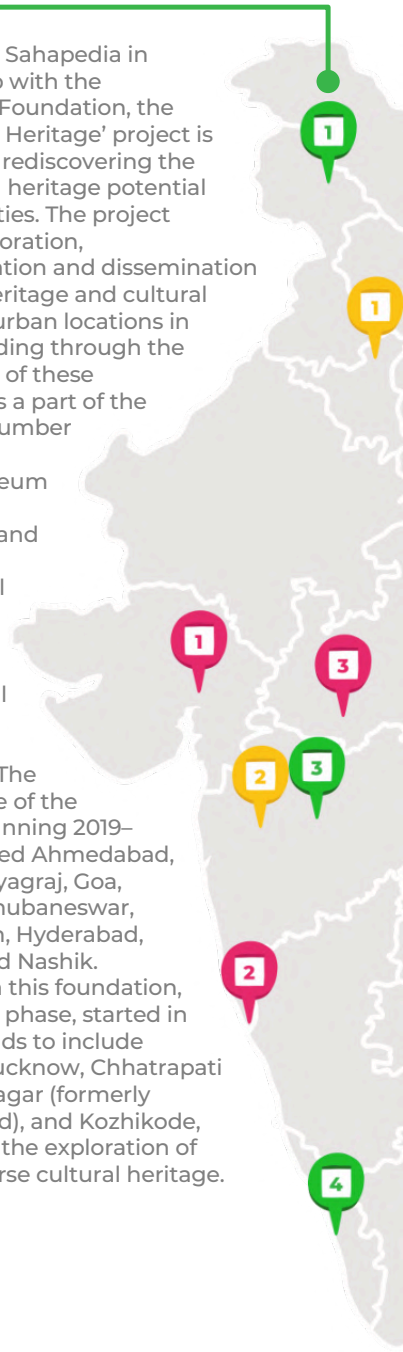 Sahapedia in
p with the
Foundation, the
Heritage’ project is
rediscovering the
heritage potential
ties. The project
oration,
ation and dissemination
eritage and cultural
urban locations in
ding through the
of these
s a part of the
umber
eum
and
l
l
The
e of the
nning 2019–
ed Ahmedabad,
yagraj, Goa,
hubaneswar,
n, Hyderabad,
d Nashik.
n this foundation,
phase, started in
ds to include
ucknow, Chhatrapati
agar (formerly
d), and Kozhikode,
the exploration of
erse cultural heritage.
1
1
1
3
2
3
2
4